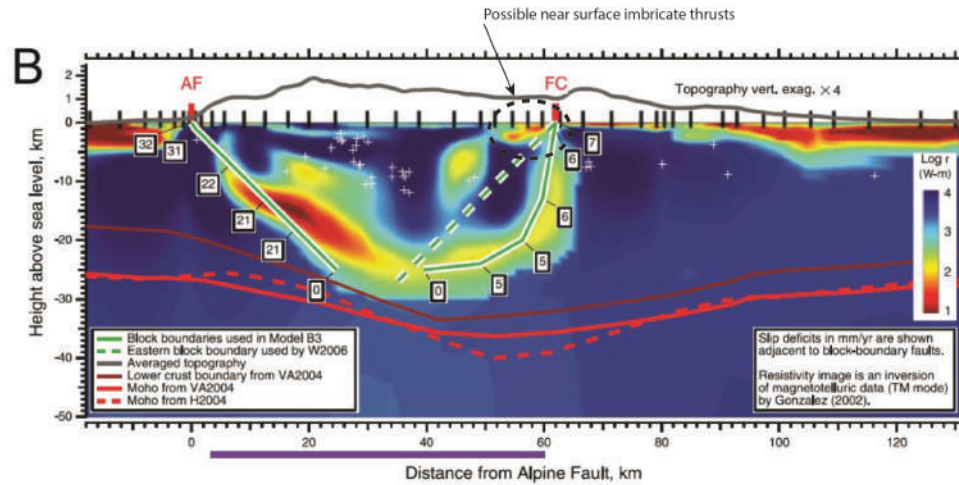 Possible near surface imbricate thrusts
B
AF
FC
Topography vert. exag. × 4
2
1
0
-10
-20
-30
-40
-50
Height above sea level, km
32
31
22
21
21
0
0
5
5
6
6
7
Log r
(W-m)
4
3
2
1
Block boundaries used in Model B3
Eastern block boundary used by W2006
Averaged topography
Lower crust boundary from VA2004
Moho from VA2004
Moho from H2004
Slip deficits in mm/yr are shown
adjacent to block-boundary faults.
Resistivity image is an inversion
of magnetotelluric data (TM mode)
by Gonzalez (2002).
0 20 40 60 80 100 120
Distance from Alpine Fault, km